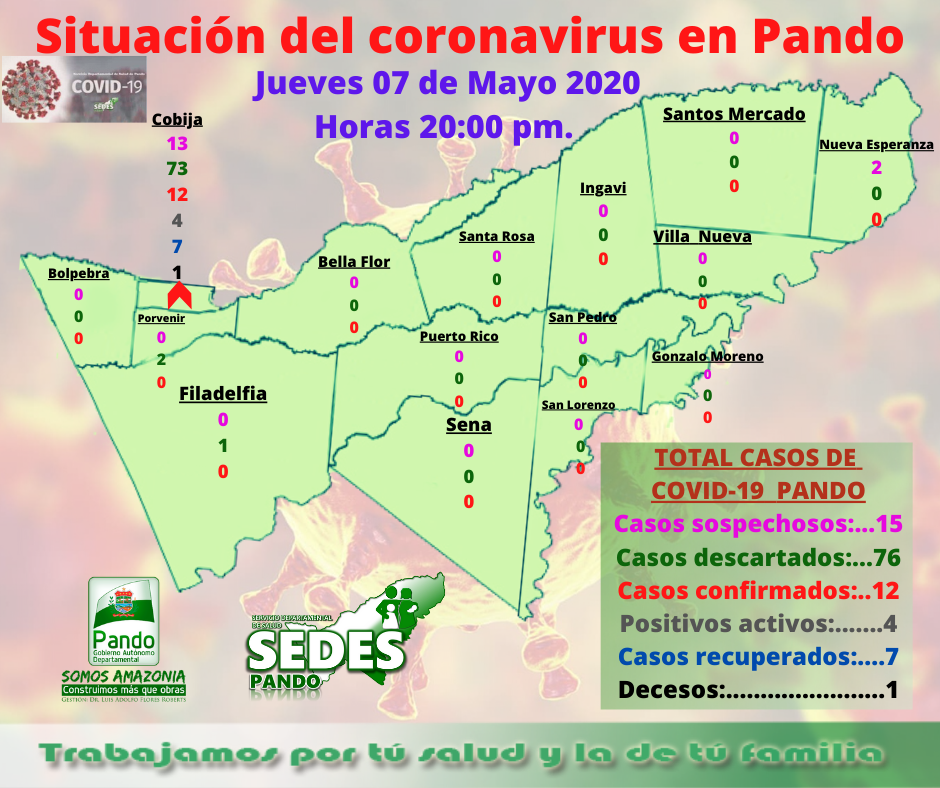 Situación del coronavirus en Pando
COVID-19
SEDES
Jueves 07 de Mayo 2020
Horas 20:00 pm.
Cobija
13
73
12
4
7
1
Santos Mercado
0
0
0
Nueva Esperanza
2
0
0
Ingavi
0
0
0
Santa Rosa
0
0
0
Villa Nueva
0
0
0
Bella Flor
0
0
0
Bolpebra
0
0
0
Porvenir
0
2
0
Puerto Rico
0
0
0
San Pedro
0
0
0
Gonzalo Moreno
0
0
0
Filadelfia
0
1
0
San Lorenzo
0
0
0
Sena
0
0
0
TOTAL CASOS DE
COVID-19 PANDO
Casos sospechosos:...15
Casos descartados:...76
Casos confirmados:..12
Positivos activos:.......4
Casos recuperados:....7
Decesos:.......................1
Pando
Gobierno Autónomo
Departamental
SOMOS AMAZONIA
Construimos más que obras
GESTIÓN: DR. LUIS ADOLFO FLORES ROBERTS
SERVICIO DEPARTAMENTAL
DE SALUD
SEDES
PANDO
Trabajamos por tú salud y la de tú familia